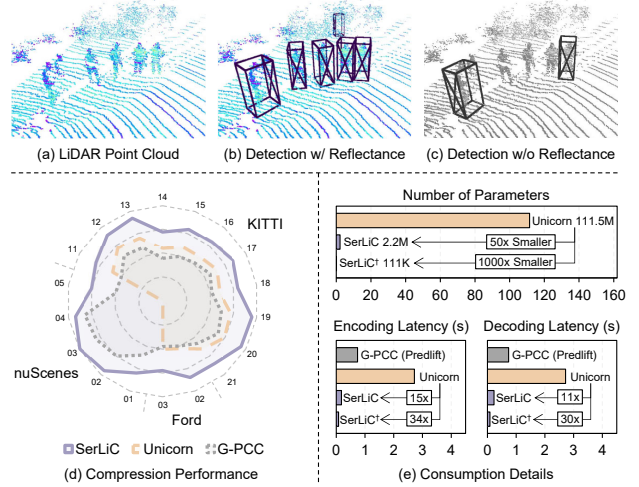 (a) LiDAR Point Cloud
(b) Detection w/ Reflectance
(c) Detection w/o Reflectance
14
13
15
12
16
KITTI
11
17
05
18
04
19
03
20
nuScenes
02
21
01
01
03
02
Ford
SerLiC
Unicorn
G-PCC
(d) Compression Performance
Number of Parameters
Unicorn 111.5M
SerLiC 2.2M
50x Smaller
SerLiC† 111K
1000x Smaller
0 20 40 60 80 100 120 140 160
Encoding Latency (s)
G-PCC (Predlift)
Unicorn
SerLiC
15x
SerLiC†
34x
0 1 2 3 4
Decoding Latency (s)
G-PCC (Predlift)
Unicorn
SerLiC
11x
SerLiC†
30x
0 1 2 3 4
(e) Consumption Details